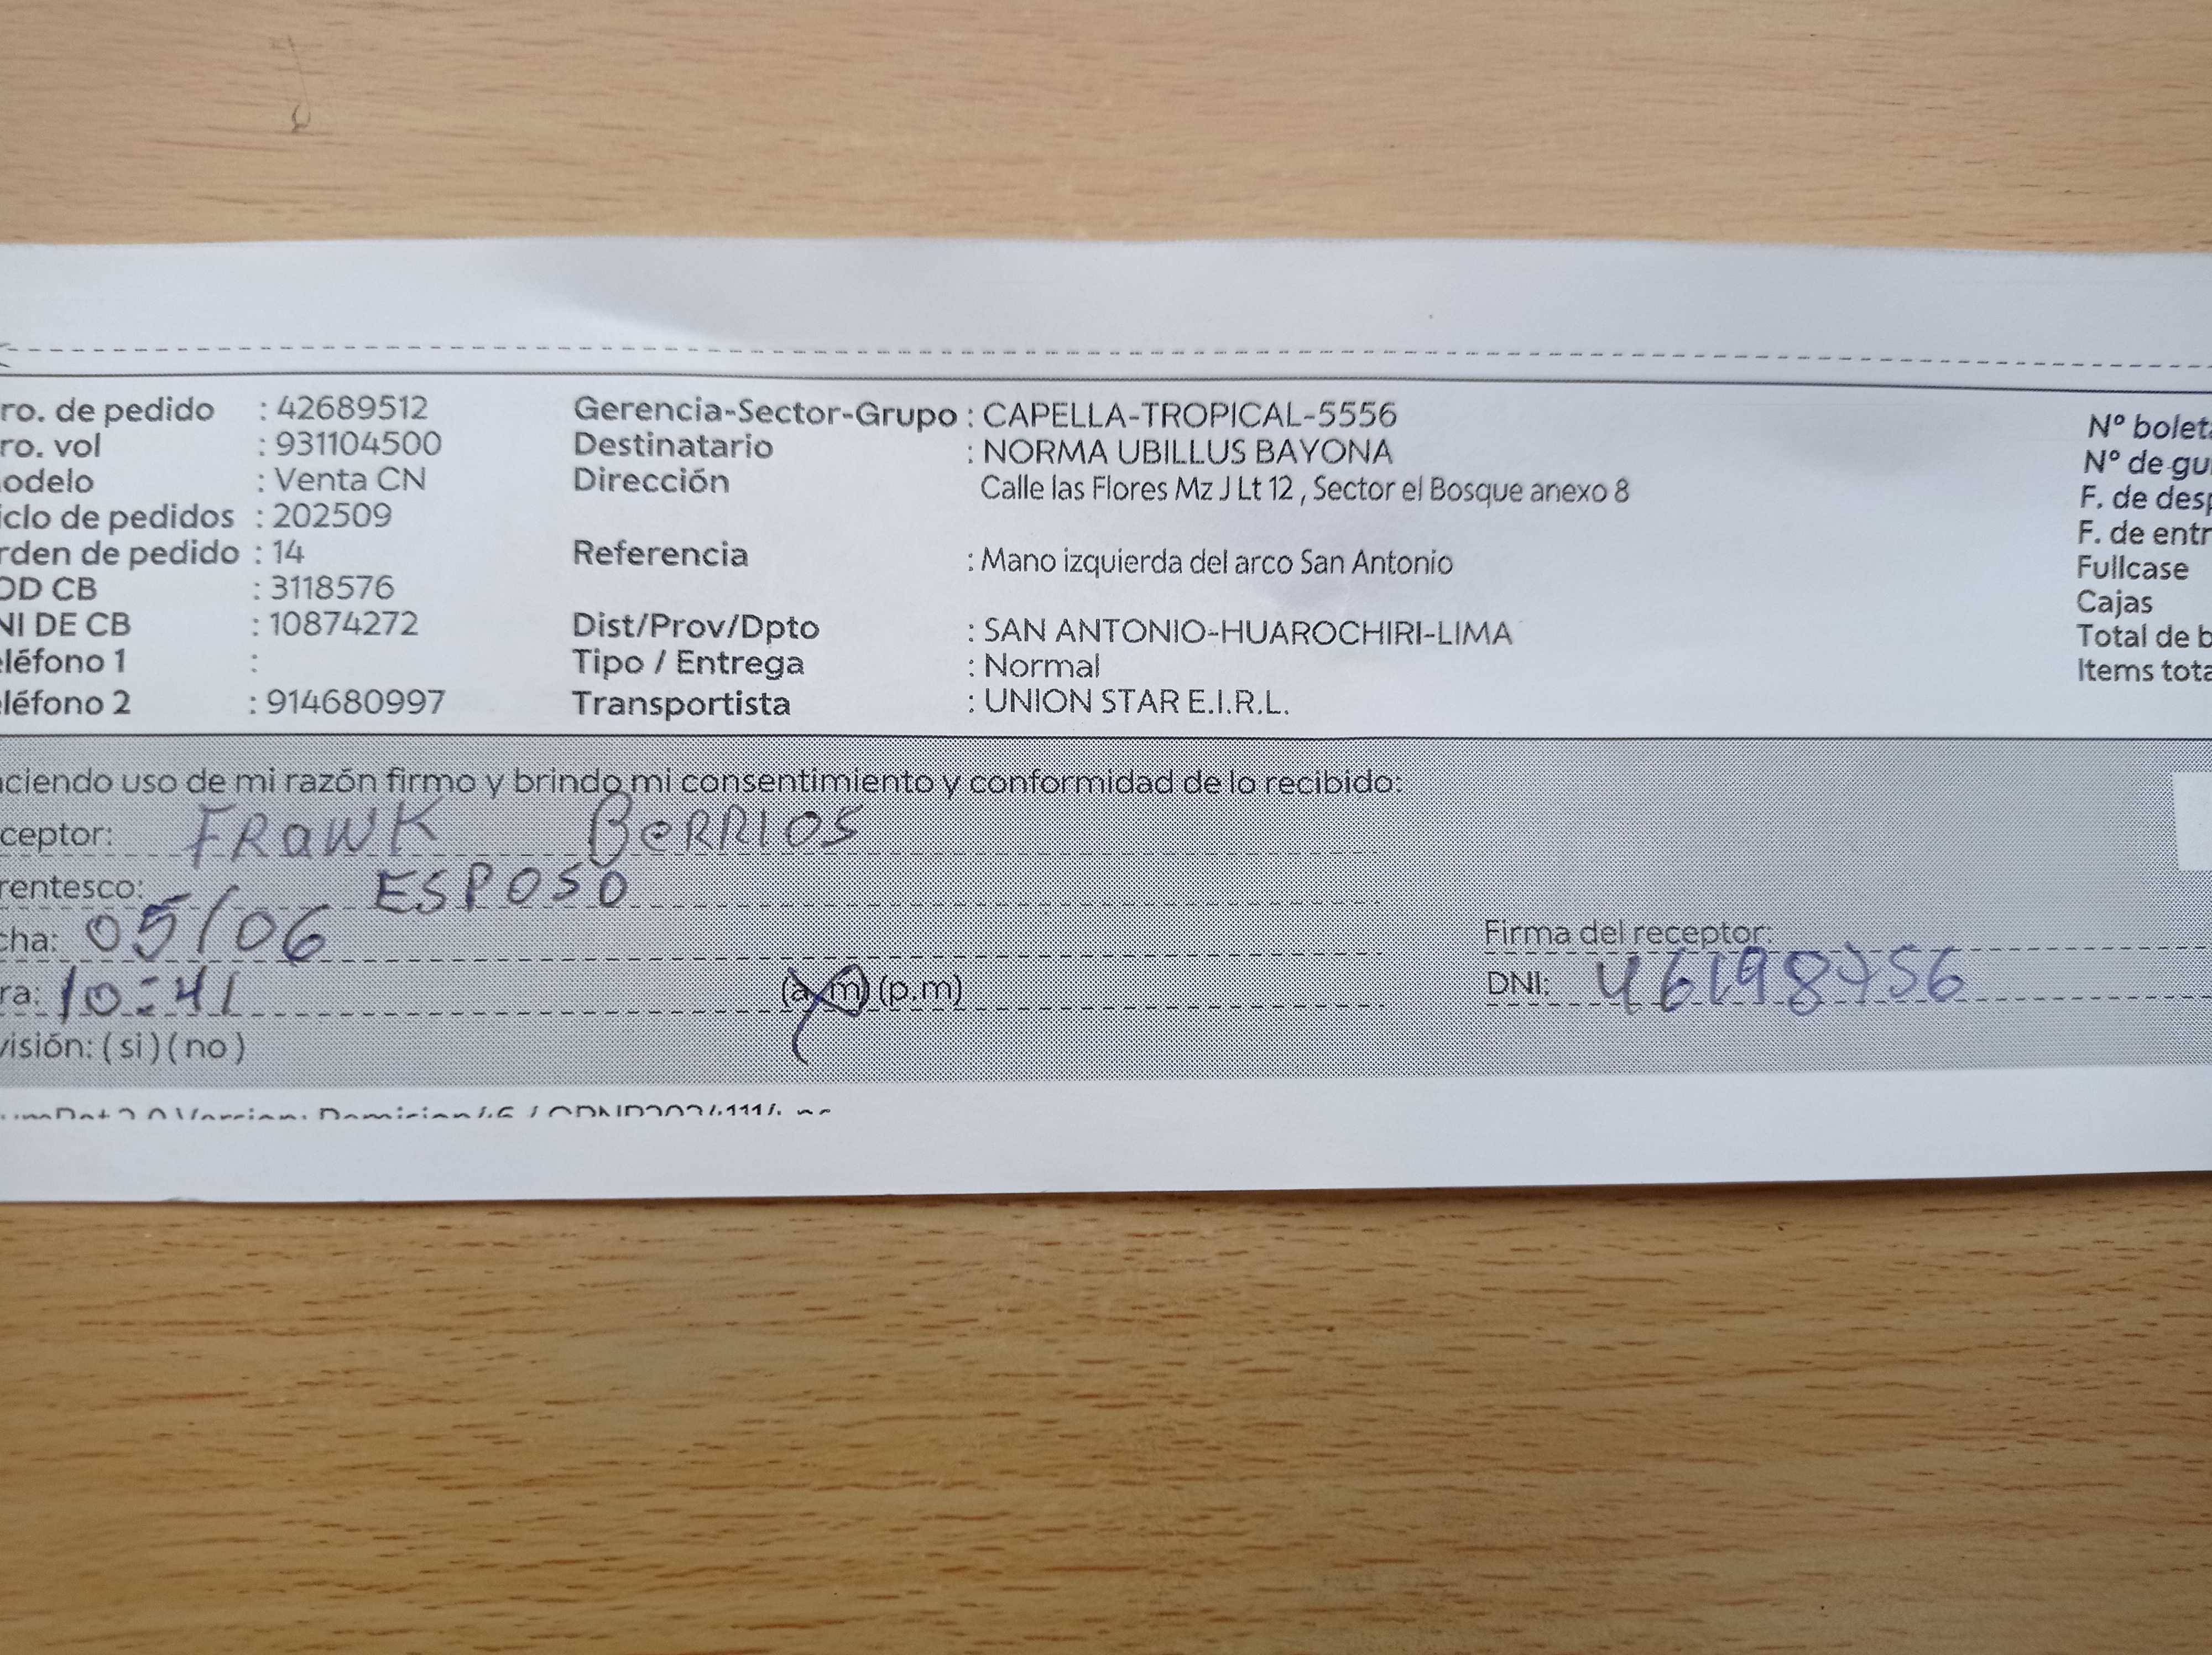 ro. de pedido : 42689512 Gerencia-Sector-Grupo : CAPELLA-TROPICAL-5556 Nº bolet
ro. vol : 931104500 Destinatario : NORMA UBILLUS BAYONA Nº de gu
odelo : Venta CN Dirección Calle las Flores Mz J Lt 12 , Sector el Bosque anexo 8 F. de desp
iclo de pedidos : 202509 F. de entr
rden de pedido : 14 Referencia : Mano izquierda del arco San Antonio Fullcase
OD CB : 3118576 Cajas
NI DE CB : 10874272 Dist/Prov/Dpto : SAN ANTONIO-HUAROCHIRI-LIMA Total de b
eléfono 1 : Tipo / Entrega : Normal Items tota
eléfono 2 : 914680997 Transportista : UNION STAR E.I.R.L.
aciendo uso de mi razón firmo y brindo mi consentimiento y conformidad de lo recibido:
ceptor: FRaWK BeRRIOS
rentesco: ESPOSO
cha: 05/06 Firma del receptor:
ra: 10:41 (a.m) (p.m) DNI: 46198756
visión: ( si ) ( no )